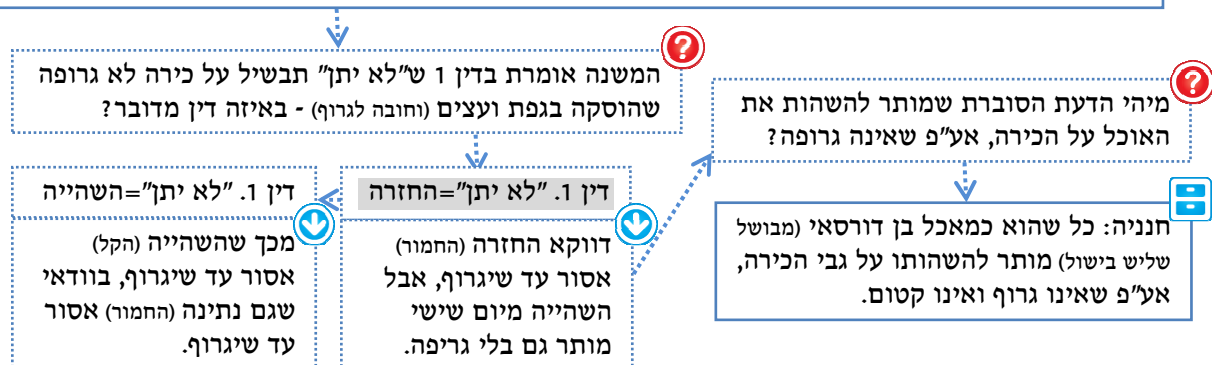 המשנה אומרת בדין 1 ש"לא יתן" תבשיל על כירה לא גרופה
שהוסקה בגפת ועצים (וחובה לגרוף) - באיזה דין מדובר?
מיהי הדעת הסוברת שמותר להשהות את
האוכל על הכירה, אע"פ שאינה גרופה?
דין 1. "לא יתן"=החזרה
דווקא החזרה (החמור)
אסור עד שיגרוף, אבל
השהייה מיום שישי
מותר גם בלי גריפה.
דין 1. "לא יתן"=השהייה
מכך שהשהייה (הקל)
אסור עד שיגרוף, בוודאי
שגם נתינה (החמור) אסור
עד שיגרוף.
חנניה: כל שהוא כמאכל בן דורסאי (מבושל
שליש בישול) מותר להשהותו על גבי הכירה,
אע"פ שאינו גרוף ואינו קטום.